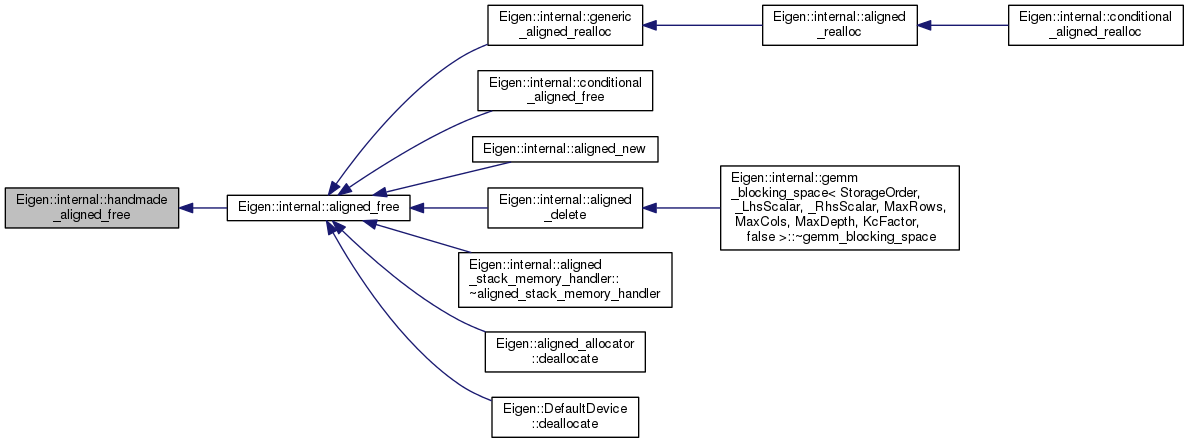 Eigen::internal::handmade
_aligned_free
Eigen::internal::aligned_free
Eigen::internal::generic
_aligned_realloc
Eigen::internal::aligned
_realloc
Eigen::internal::conditional
_aligned_realloc
Eigen::internal::conditional
_aligned_free
Eigen::internal::aligned_new
Eigen::internal::aligned
_delete
Eigen::internal::gemm
_blocking_space< StorageOrder,
_LhsScalar, _RhsScalar, MaxRows,
MaxCols, MaxDepth, KcFactor,
false >::~gemm_blocking_space
Eigen::internal::aligned
_stack_memory_handler::
~aligned_stack_memory_handler
Eigen::aligned_allocator
::deallocate
Eigen::DefaultDevice
::deallocate